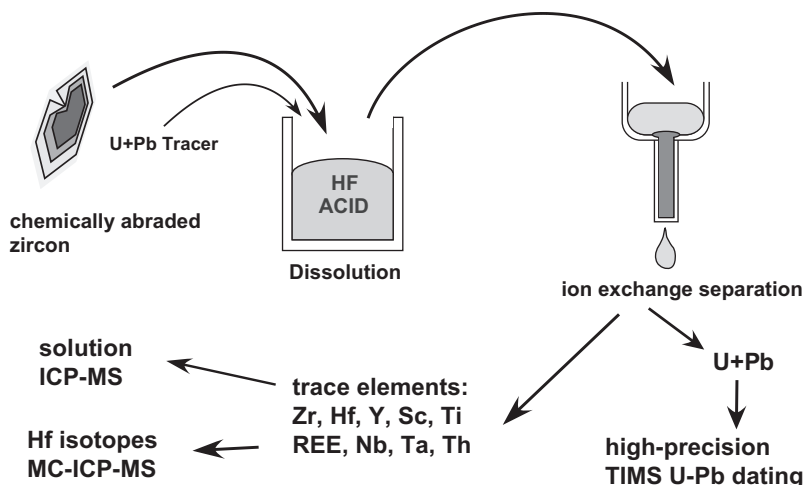 U+Pb Tracer
chemically abraded
zircon
HF
ACID
Dissolution
ion exchange separation
solution
ICP-MS
trace elements:
Zr, Hf, Y, Sc, Ti
REE, Nb, Ta, Th
Hf isotopes
MC-ICP-MS
U+Pb
high-precision
TIMS U-Pb dating